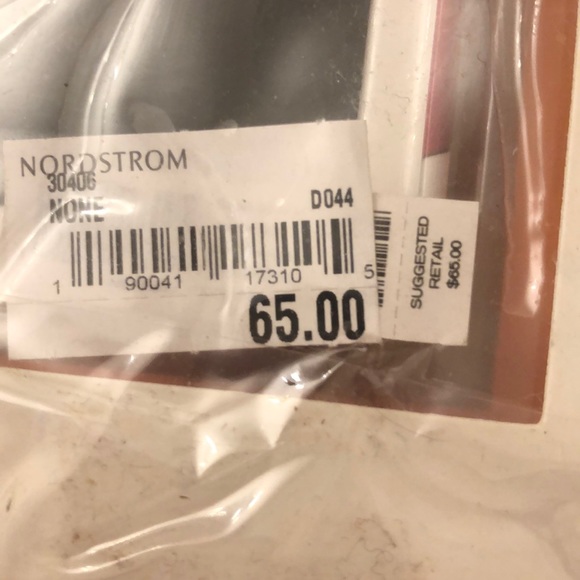 NORDSTROM
30406
NONE
D044
1 90041 17310 5
65.00
SUGGESTED
RETAIL
$65.00